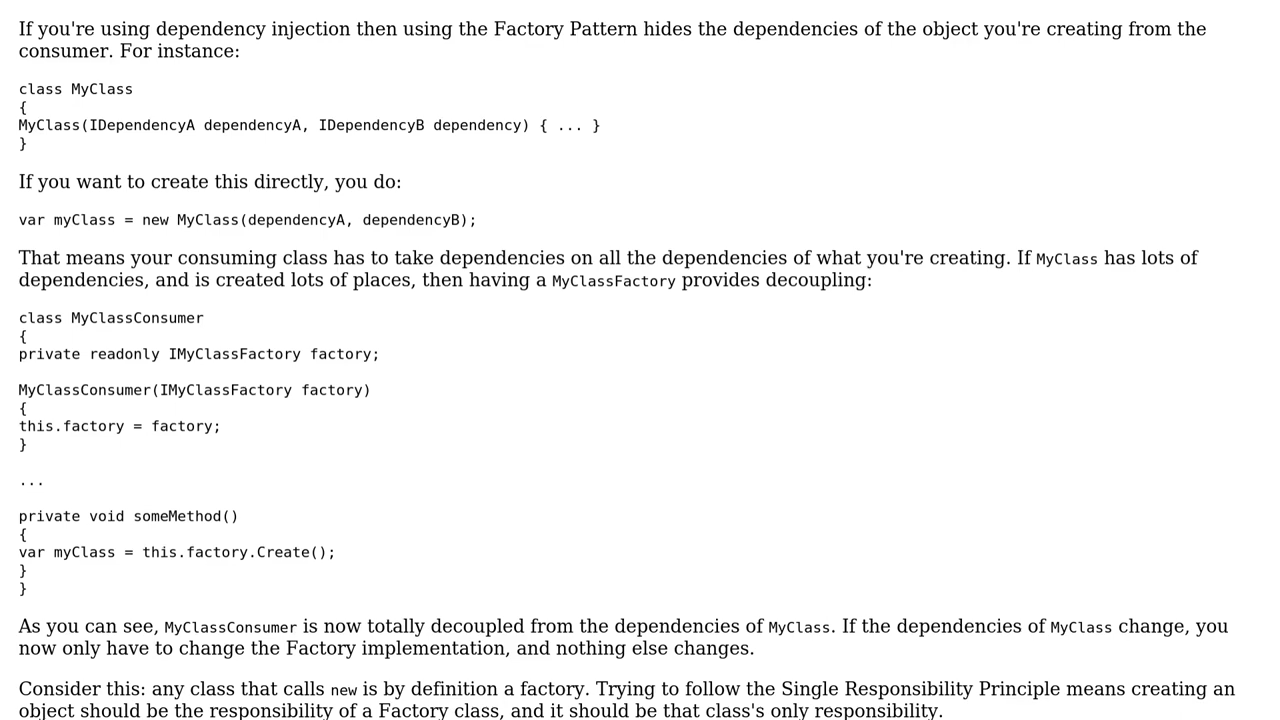 If you're using dependency injection then using the Factory Pattern hides the dependencies of the object you're creating from the
consumer. For instance:
class MyClass
{
MyClass(IDependencyA dependencyA, IDependencyB dependency) { ... }
}
If you want to create this directly, you do:
var myClass = new MyClass(dependencyA, dependencyB);
That means your consuming class has to take dependencies on all the dependencies of what you're creating. If MyClass has lots of
dependencies, and is created lots of places, then having a MyClassFactory provides decoupling:
class MyClassConsumer
{
private readonly IMyClassFactory factory;
MyClassConsumer(IMyClassFactory factory)
{
this.factory = factory;
}
...
private void someMethod()
{
var myClass = this.factory.Create();
}
}
As you can see, MyClassConsumer is now totally decoupled from the dependencies of MyClass. If the dependencies of MyClass change, you
now only have to change the Factory implementation, and nothing else changes.
Consider this: any class that calls new is by definition a factory. Trying to follow the Single Responsibility Principle means creating an
object should be the responsibility of a Factory class, and it should be that class's only responsibility.